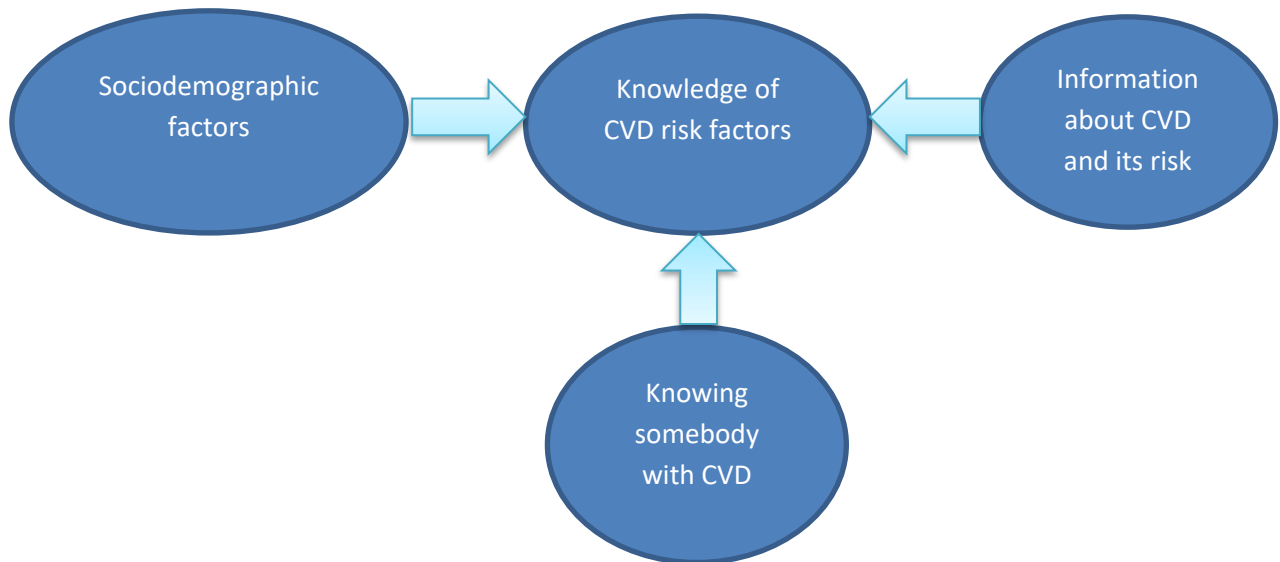 Sociodemographic
factors
Knowledge of
CVD risk factors
Information
about CVD
and its risk
Knowing
somebody
with CVD